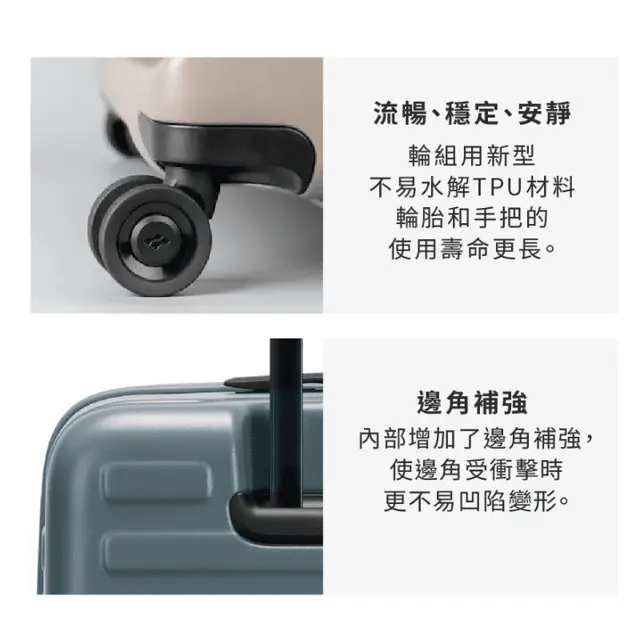 流暢、穩定、安靜
輪組用新型
不易水解TPU材料
輪胎和手把的
使用壽命更長。
邊角補強
內部增加了邊角補強，
使邊角受衝擊時
更不易凹陷變形。